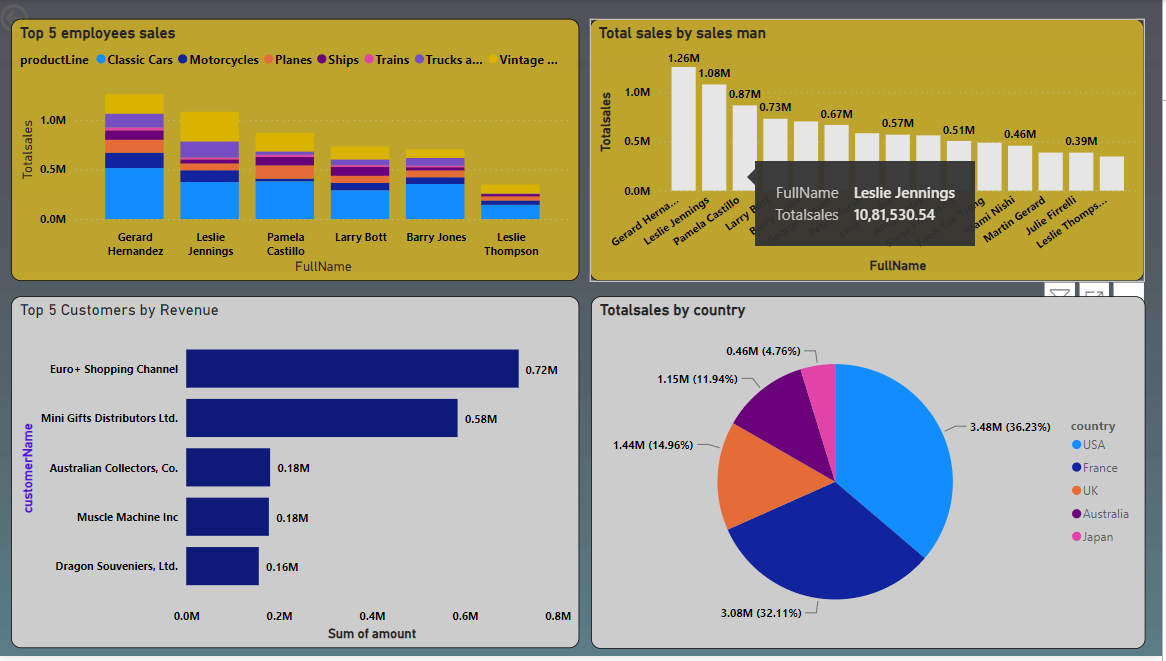 Top 5 employees sales
productLine Classic Cars Motorcycles Planes Ships Trains Trucks a... Vintage ...
Totalsales
1.0M
0.5M
0.0M
Gerard Hernandez
Leslie Jennings
Pamela Castillo
Larry Bott
Barry Jones
Leslie Thompson
FullName
Total sales by sales man
Totalsales
1.0M
0.5M
0.0M
1.26M
1.08M
0.87M
0.73M
0.67M
0.57M
0.51M
0.46M
0.39M
Gerard Herna...
Leslie Jennings
Pamela Castillo
Larry Bott
Mami Nishi
Martin Gerard
Julie Firrelli
Leslie Thomps...
FullName Leslie Jennings
Totalsales 10,81,530.54
FullName
Top 5 Customers by Revenue
customerName
Euro+ Shopping Channel 0.72M
Mini Gifts Distributors Ltd. 0.58M
Australian Collectors, Co. 0.18M
Muscle Machine Inc 0.18M
Dragon Souveniers, Ltd. 0.16M
0.0M 0.2M 0.4M 0.6M 0.8M
Sum of amount
Totalsales by country
0.46M (4.76%)
1.15M (11.94%)
1.44M (14.96%)
3.48M (36.23%)
3.08M (32.11%)
country
USA
France
UK
Australia
Japan